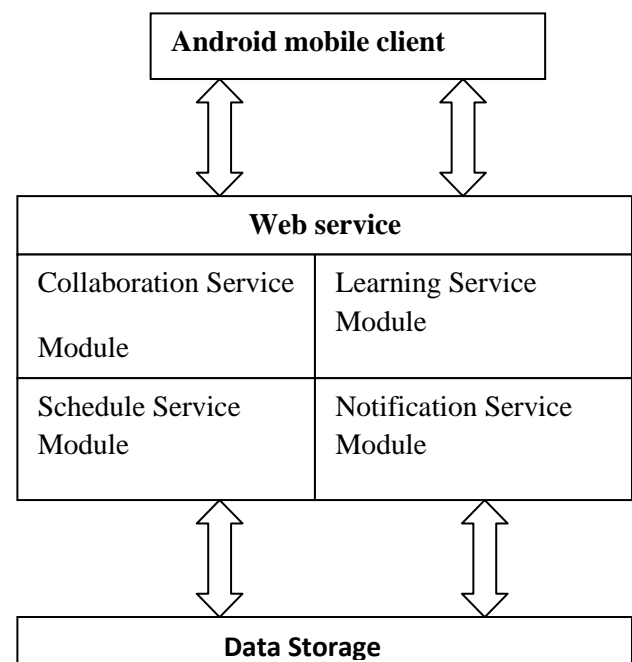 Android mobile client
Web service
Collaboration Service
Module
Learning Service
Module
Schedule Service
Module
Notification Service
Module
Data Storage